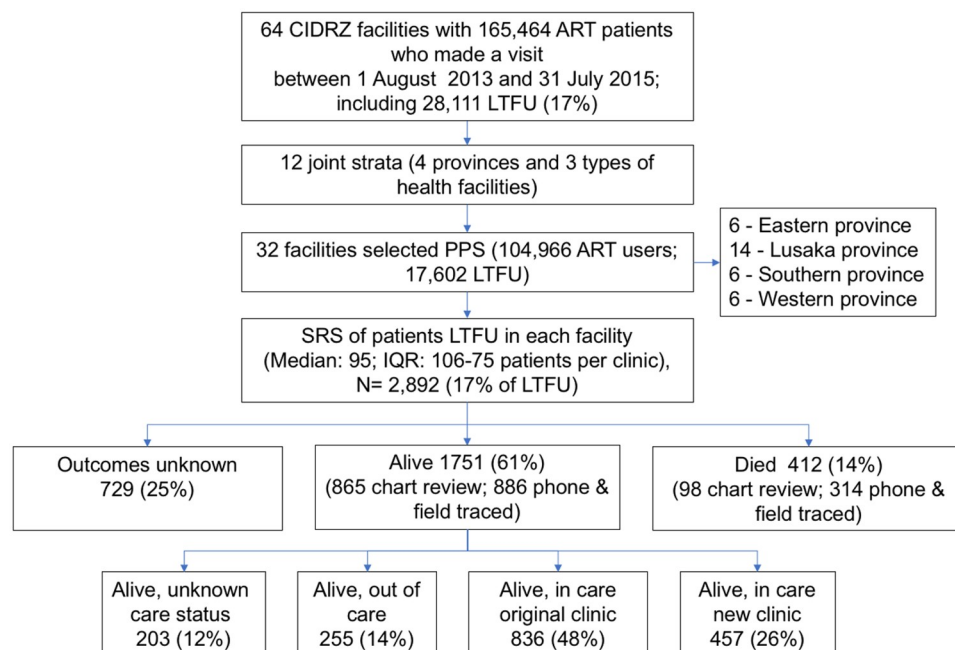 64 CIDRZ facilities with 165,464 ART patients
who made a visit
between 1 August 2013 and 31 July 2015;
including 28,111 LTFU (17%)
12 joint strata (4 provinces and 3 types of
health facilities)
32 facilities selected PPS (104,966 ART users;
17,602 LTFU)
6 - Eastern province
14 - Lusaka province
6 - Southern province
6 - Western province
SRS of patients LTFU in each facility
(Median: 95; IQR: 106-75 patients per clinic),
N= 2,892 (17% of LTFU)
Outcomes unknown
729 (25%)
Alive 1751 (61%)
(865 chart review; 886 phone &
field traced)
Died 412 (14%)
(98 chart review; 314 phone &
field traced)
Alive, unknown
care status
203 (12%)
Alive, out of
care
255 (14%)
Alive, in care
original clinic
836 (48%)
Alive, in care
new clinic
457 (26%)